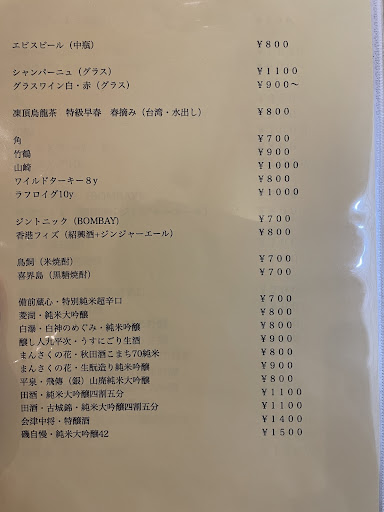 エビスビール（中瓶） ￥８００
シャンパーニュ（グラス） ￥１１００
グラスワイン白・赤（グラス） ￥９００～
凍頂烏龍茶　特級早春　春摘み（台湾・水出し） ￥８００
角 ￥７００
竹鶴 ￥９００
山崎 ￥１０００
ワイルドターキー８y ￥８００
ラフロイグ10y ￥１０００
ジントニック（BOMBAY） ￥７００
香港フィズ（紹興酒+ジンジャーエール） ￥８００
鳥飼（米焼酎） ￥７００
喜界島（黒糖焼酎） ￥７００
備前蔵心・特別純米超辛口 ￥７００
菱湖・純米大吟醸 ￥８００
白瀑・白神のめぐみ・純米吟醸 ￥８００
醸し人九平次・うすにごり生酒 ￥９００
まんさくの花・秋田酒こまち70純米 ￥８００
まんさくの花・生酛造り純米吟醸 ￥９００
平泉・飛傳（銀）山廃純米大吟醸 ￥８００
田酒・純米大吟醸四割五分 ￥１１００
田酒・古城錦・純米大吟醸四割五分 ￥１１００
会津中将・特醸酒 ￥１４００
磯自慢・純米大吟醸42 ￥１５００